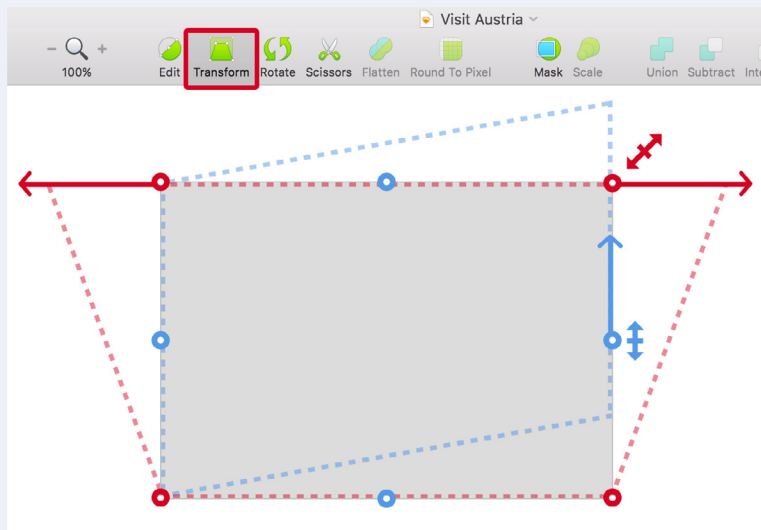 Visit Austria
100%
Edit Transform Rotate Scissors Flatten Round To Pixel Mask Scale Union Subtract